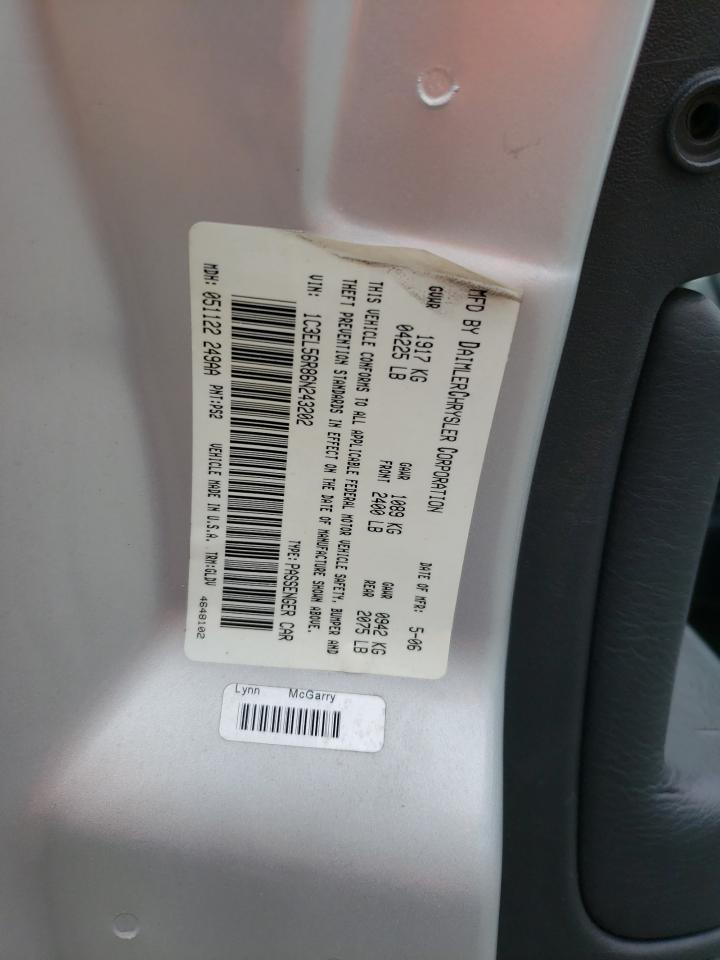 MFD BY DAIMLERCHRYSLER CORPORATION
DATE OF MFR: 5-06
GVWR 1917 KG
04225 LB
GAWR FRONT 1089 KG
2400 LB
GAWR REAR 0942 KG
2075 LB
THIS VEHICLE CONFORMS TO ALL APPLICABLE FEDERAL MOTOR VEHICLE SAFETY, BUMPER AND
THEFT PREVENTION STANDARDS IN EFFECT ON THE DATE OF MANUFACTURE SHOWN ABOVE.
VIN: 1C3EL56R86N243202 TYPE: PASSENGER CAR
MDH: 051122 249AA PNT:PS2 VEHICLE MADE IN U.S.A. TRM:GLDV
4648102
Lynn McGarry